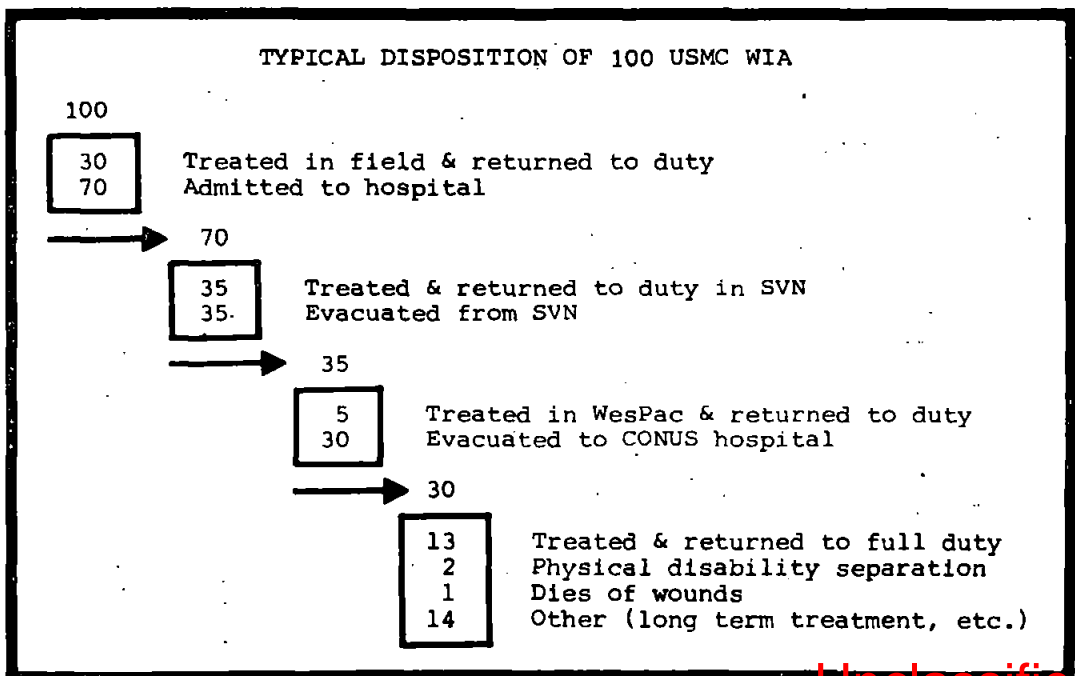 TYPICAL DISPOSITION OF 100 USMC WIA
100
30 Treated in field & returned to duty
70 Admitted to hospital
70
35 Treated & returned to duty in SVN
35 Evacuated from SVN
35
5 Treated in WesPac & returned to duty
30 Evacuated to CONUS hospital
30
13 Treated & returned to full duty
2 Physical disability separation
1 Dies of wounds
14 Other (long term treatment, etc.)